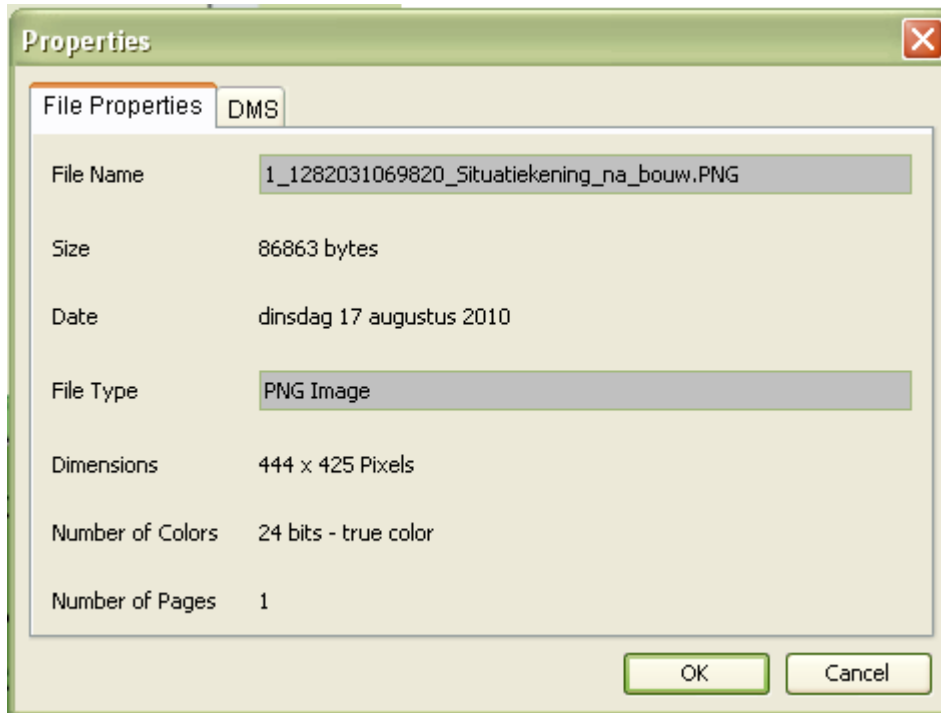 Properties
File Properties DMS
File Name 1_1282031069820_Situatiekening_na_bouw.PNG
Size 86863 bytes
Date dinsdag 17 augustus 2010
File Type PNG Image
Dimensions 444 x 425 Pixels
Number of Colors 24 bits - true color
Number of Pages 1
OK Cancel